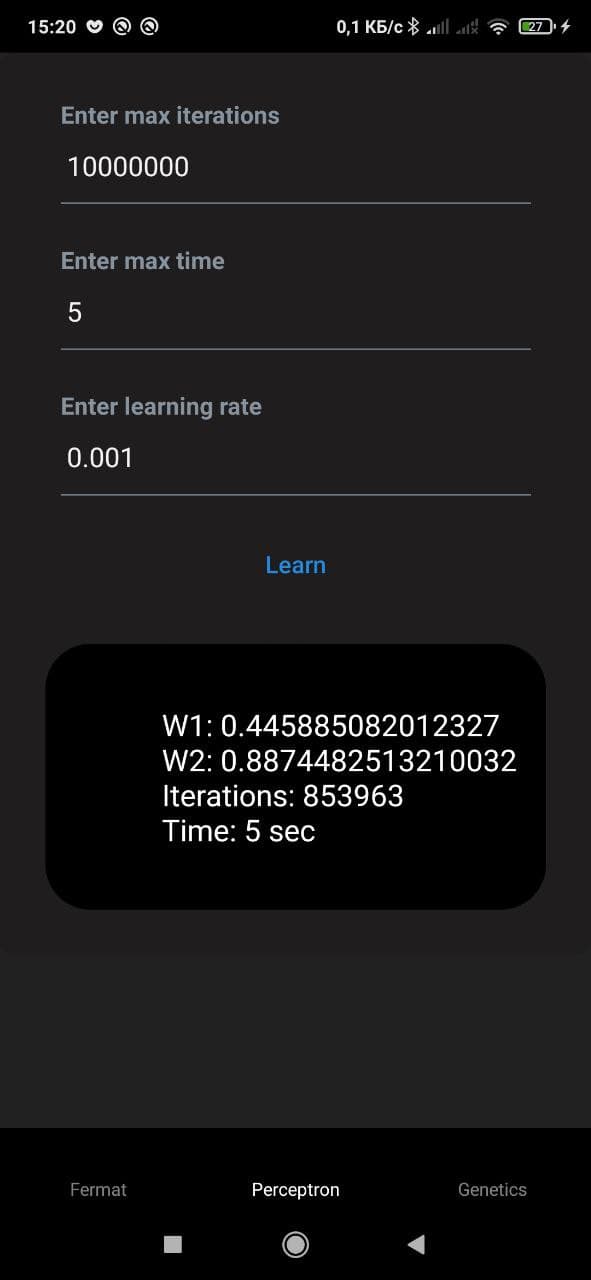 15:20 0,1 КБ/с 27
Enter max iterations
10000000
Enter max time
5
Enter learning rate
0.001
Learn
W1: 0.445885082012327
W2: 0.8874482513210032
Iterations: 853963
Time: 5 sec
Fermat Perceptron Genetics